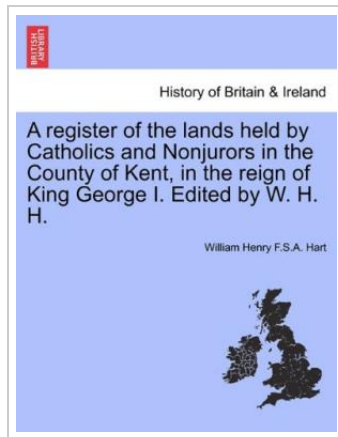 BRITISH
LIBRARY
History of Britain & Ireland
A register of the lands held by
Catholics and Nonjurors in the
County of Kent, in the reign of
King George I. Edited by W. H.
H.
William Henry F.S.A. Hart